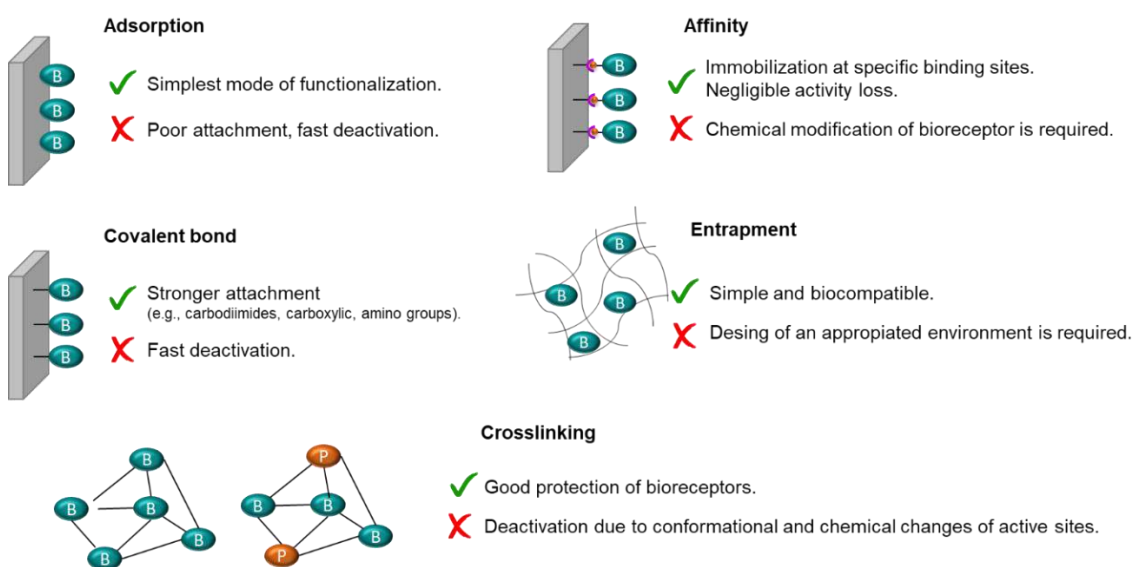 Adsorption
B
B
B
Simplest mode of functionalization.
Poor attachment, fast deactivation.
Affinity
B
B
B
Immobilization at specific binding sites.
Negligible activity loss.
Chemical modification of bioreceptor is required.
Covalent bond
B
B
B
Stronger attachment
(e.g., carbodiimides, carboxylic, amino groups).
Fast deactivation.
Entrapment
B
B
B
B
Simple and biocompatible.
Desing of an appropiated environment is required.
Crosslinking
B
B
B
B
B
P
B
B
B
P
Good protection of bioreceptors.
Deactivation due to conformational and chemical changes of active sites.